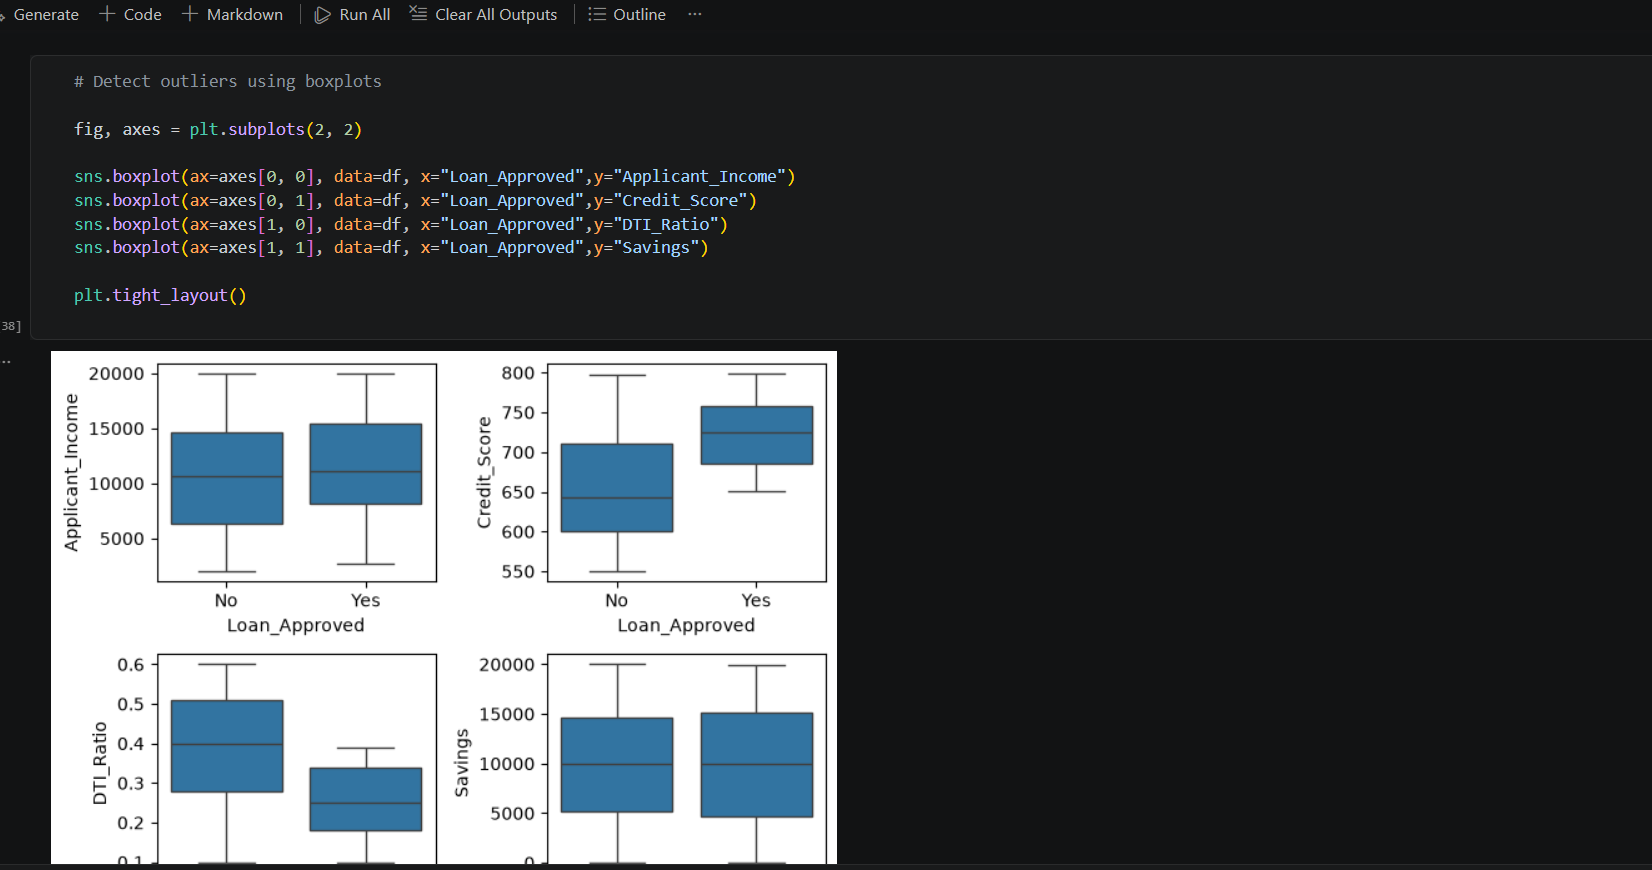 Generate + Code + Markdown Run All Clear All Outputs Outline ...
# Detect outliers using boxplots
fig, axes = plt.subplots(2, 2)
sns.boxplot(ax=axes[0, 0], data=df, x="Loan_Approved",y="Applicant_Income")
sns.boxplot(ax=axes[0, 1], data=df, x="Loan_Approved",y="Credit_Score")
sns.boxplot(ax=axes[1, 0], data=df, x="Loan_Approved",y="DTI_Ratio")
sns.boxplot(ax=axes[1, 1], data=df, x="Loan_Approved",y="Savings")
plt.tight_layout()
38]
Applicant_Income
20000
15000
10000
5000
No Yes
Loan_Approved
Credit_Score
800
750
700
650
600
550
No Yes
Loan_Approved
DTI_Ratio
0.6
0.5
0.4
0.3
0.2
0.1
Savings
20000
15000
10000
5000
0